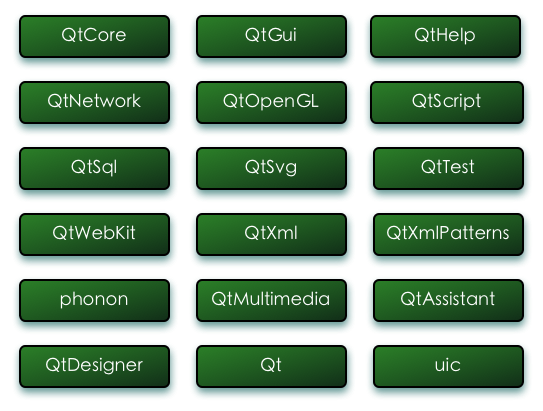 QtCore
QtGui
QtHelp
QtNetwork
QtOpenGL
QtScript
QtSql
QtSvg
QtTest
QtWebKit
QtXml
QtXmlPatterns
phonon
QtMultimedia
QtAssistant
QtDesigner
Qt
uic